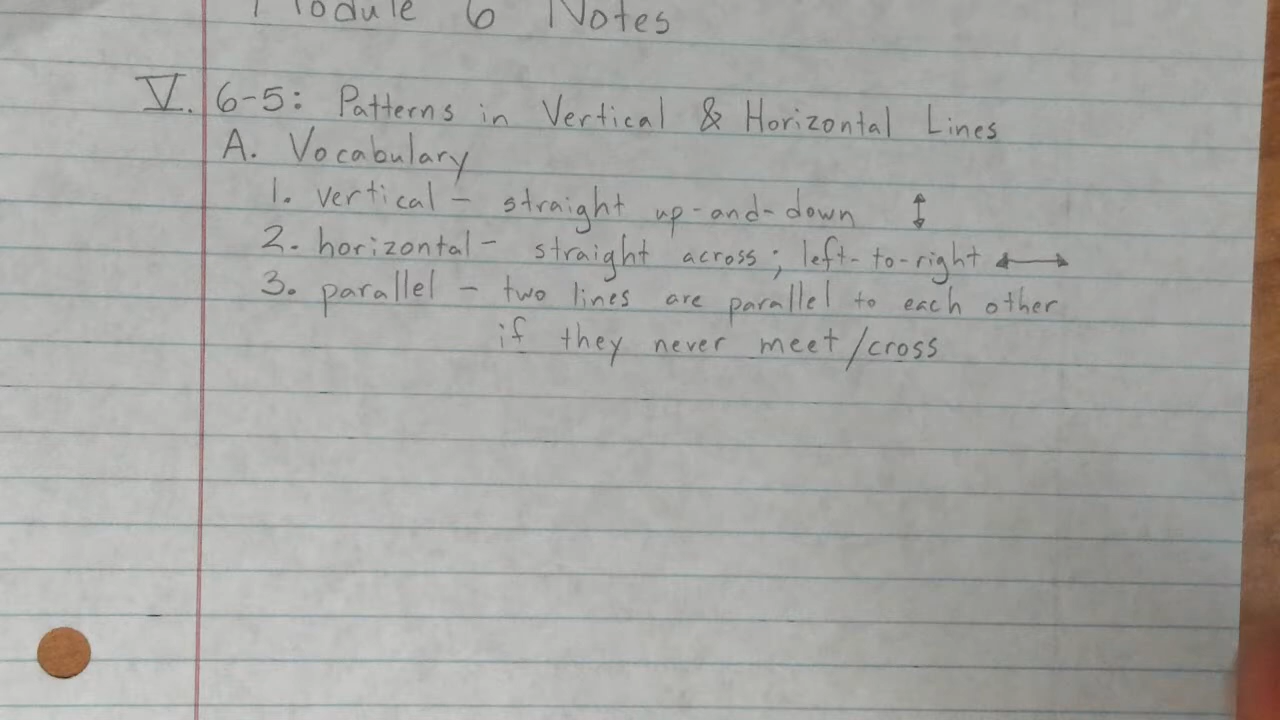 Module 6 Notes
V. 6-5: Patterns in Vertical & Horizontal Lines
A. Vocabulary
1. vertical - straight up-and-down ↕
2. horizontal - straight across; left-to-right ↔
3. parallel - two lines are parallel to each other
if they never meet/cross